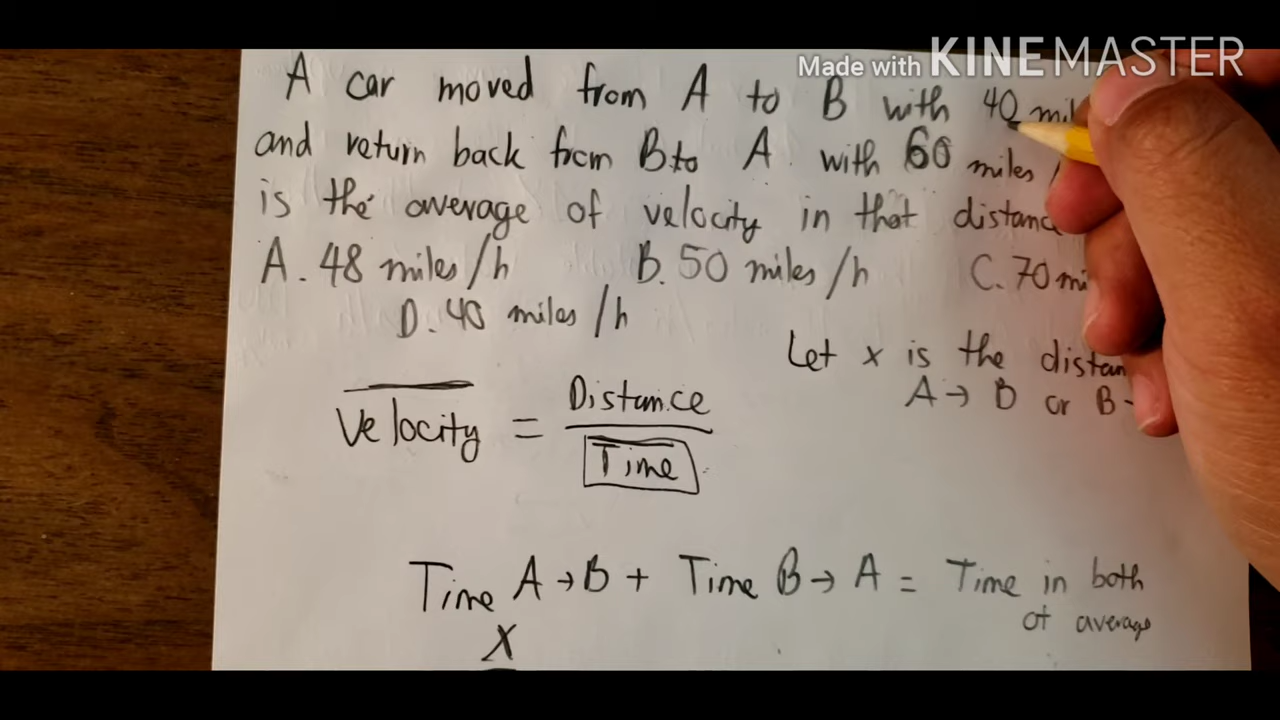 Made with KINEMASTER
A car moved from A to B with 40
and return back from B to A with 60 miles /
is the average of velocity in that
A. 48 miles/h B. 50 miles/h C. 70
D. 40 miles/h
Let x is the
A → B or B
Velocity = Distance
Time
Time A → B + Time B → A = Time in both
of average
X